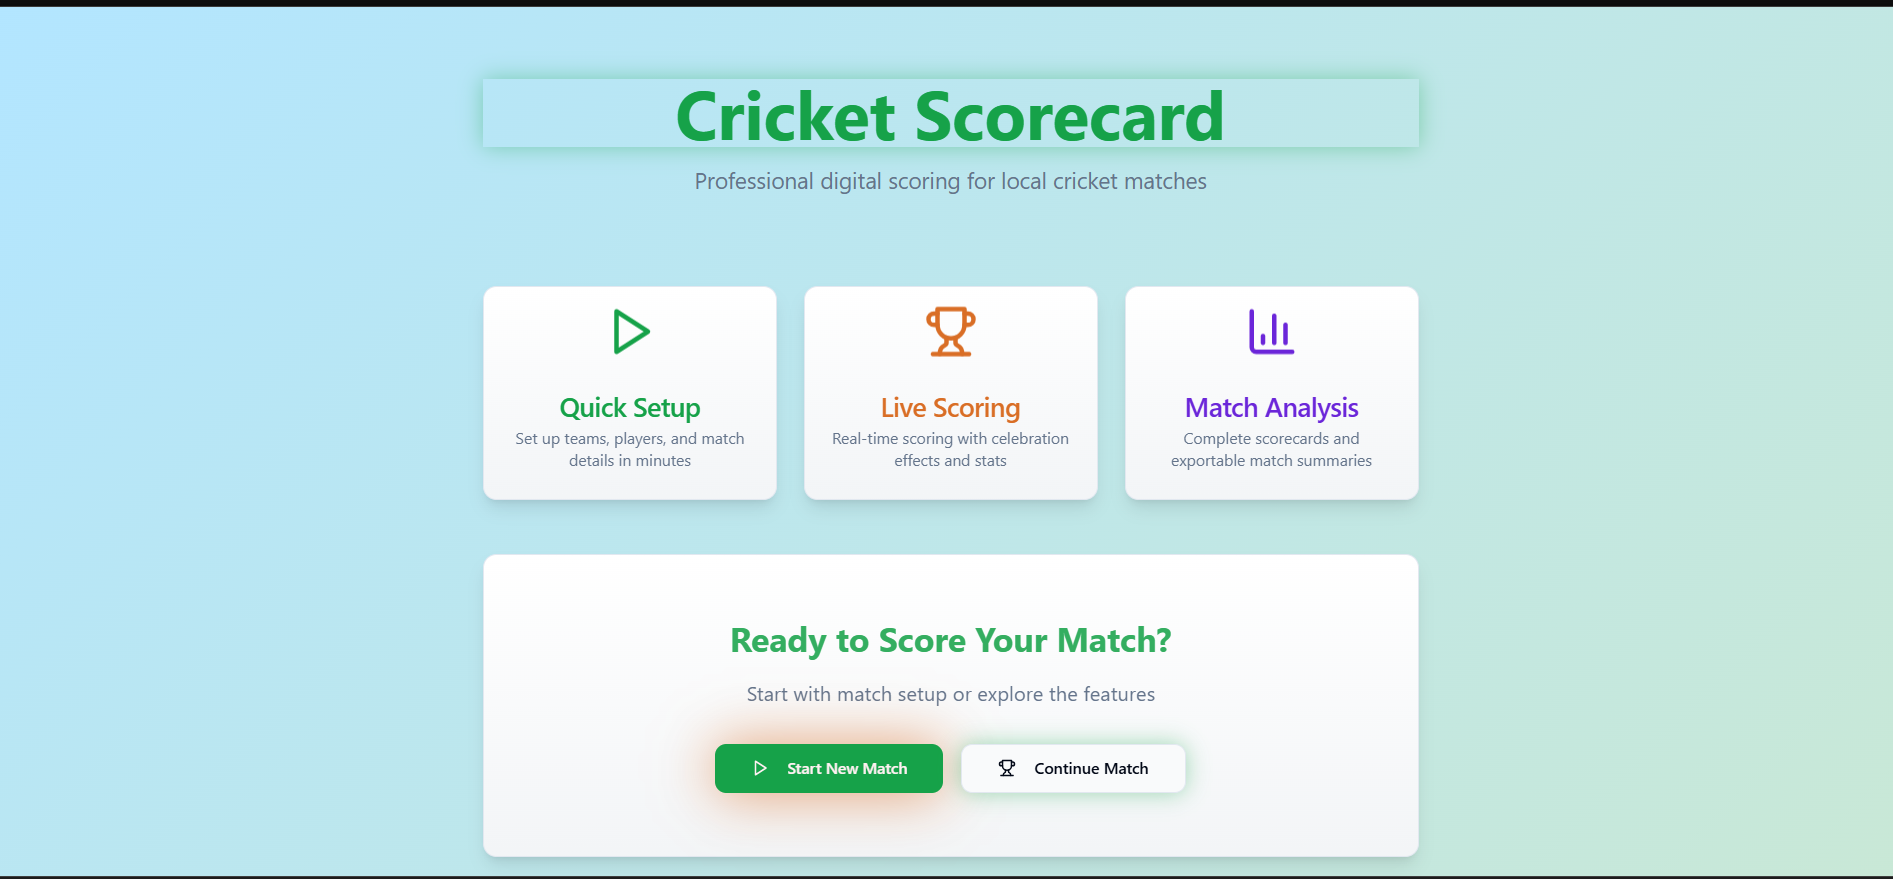 Cricket Scorecard
Professional digital scoring for local cricket matches
Quick Setup
Set up teams, players, and match
details in minutes
Live Scoring
Real-time scoring with celebration
effects and stats
Match Analysis
Complete scorecards and
exportable match summaries
Ready to Score Your Match?
Start with match setup or explore the features
Start New Match
Continue Match